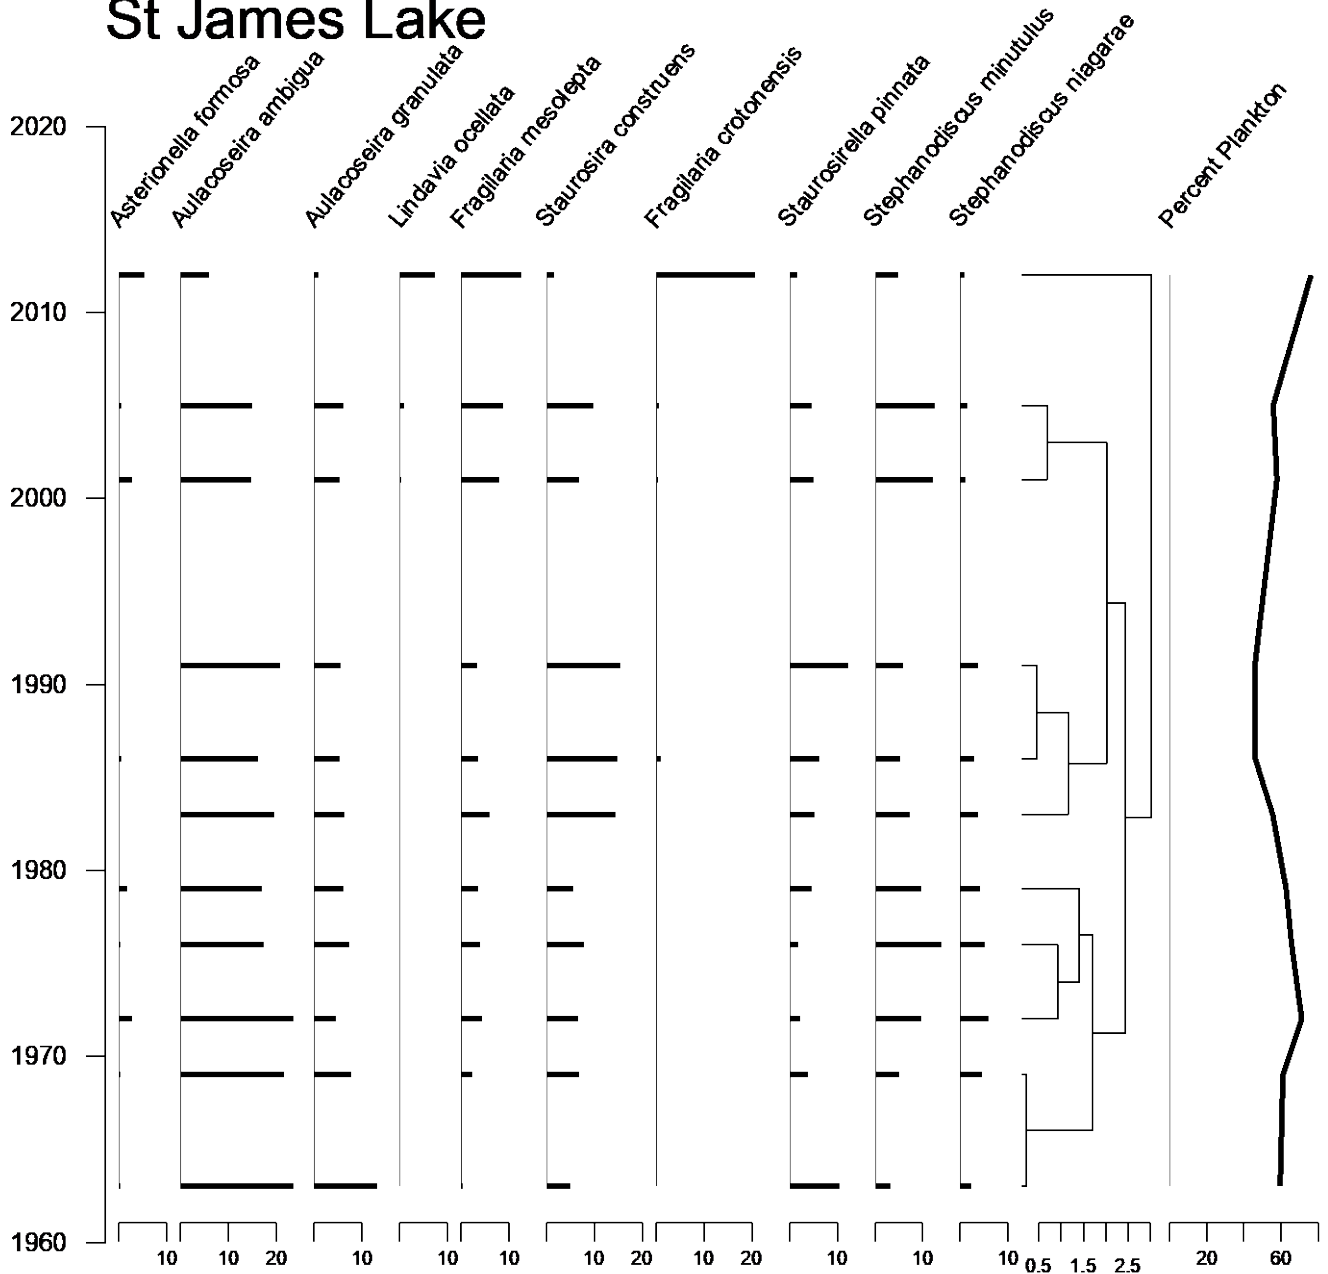 St James Lake
Asterionella formosa
Aulacoseira ambigua
Aulacoseira granulata
Lindavia ocellata
Fragilaria mesolepta
Staurosira construens
Fragilaria crotonensis
Staurosirella pinnata
Stephanodiscus minutulus
Stephanodiscus niagarae
Percent Plankton
2020
2010
2000
1990
1980
1970
1960
10 10 20 10 10 10 10 20 10 20 10 10 10 0.5 1.5 2.5 20 60